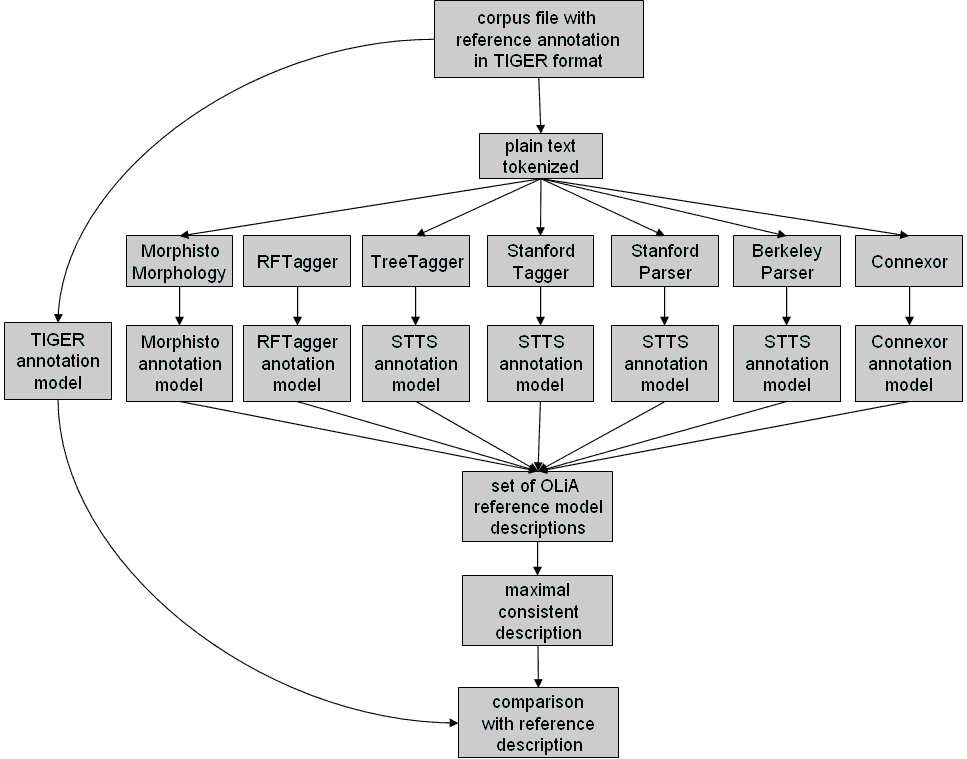 corpus file with
reference annotation
in TIGER format
plain text
tokenized
Morphisto
Morphology
RFTagger
TreeTagger
Stanford
Tagger
Stanford
Parser
Berkeley
Parser
Connexor
TIGER
annotation
model
Morphisto
annotation
model
RFTagger
anotation
model
STTS
annotation
model
STTS
annotation
model
STTS
annotation
model
STTS
annotation
model
Connexor
annotation
model
set of OLiA
reference model
descriptions
maximal
consistent
description
comparison
with reference
description